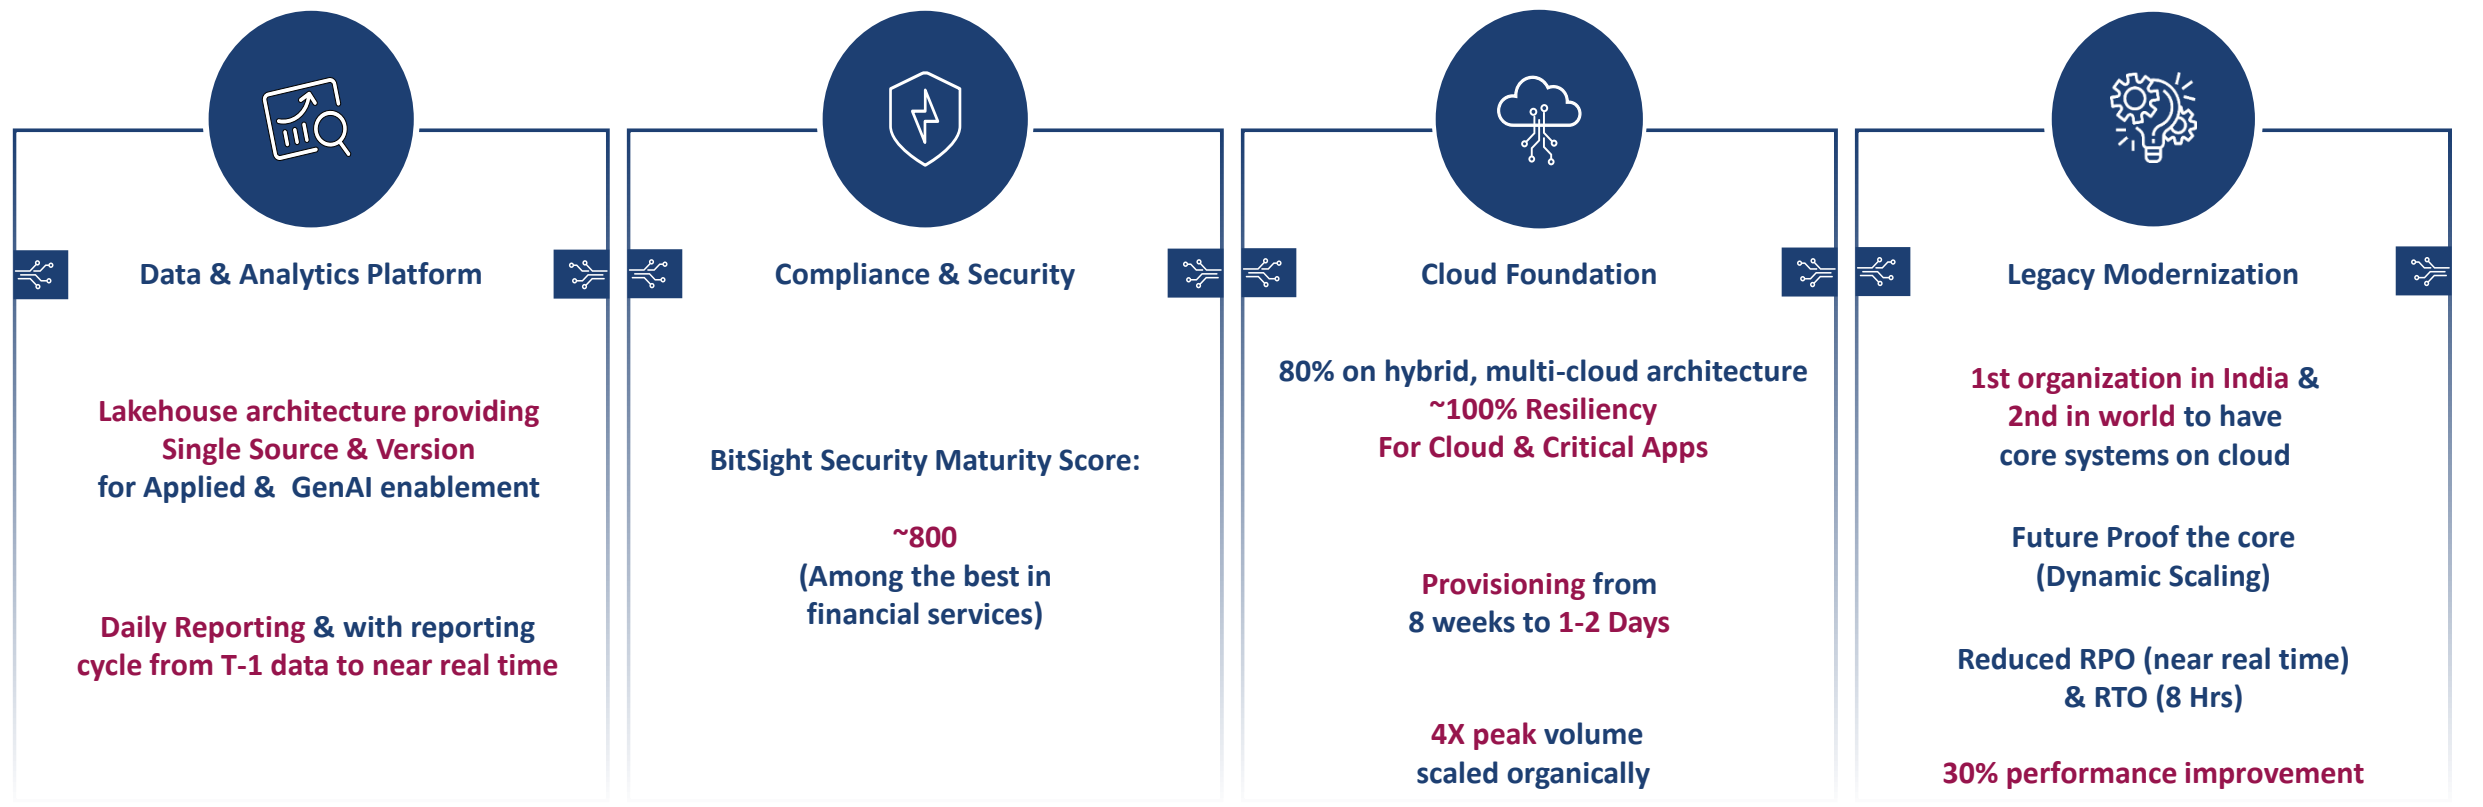 Data & Analytics Platform
Lakehouse architecture providing
Single Source & Version
for Applied & GenAI enablement
Daily Reporting & with reporting
cycle from T-1 data to near real time
Compliance & Security
BitSight Security Maturity Score:
~800
(Among the best in
financial services)
Cloud Foundation
80% on hybrid, multi-cloud architecture
~100% Resiliency
For Cloud & Critical Apps
Provisioning from
8 weeks to 1-2 Days
4X peak volume
scaled organically
Legacy Modernization
1st organization in India &
2nd in world to have
core systems on cloud
Future Proof the core
(Dynamic Scaling)
Reduced RPO (near real time)
& RTO (8 Hrs)
30% performance improvement